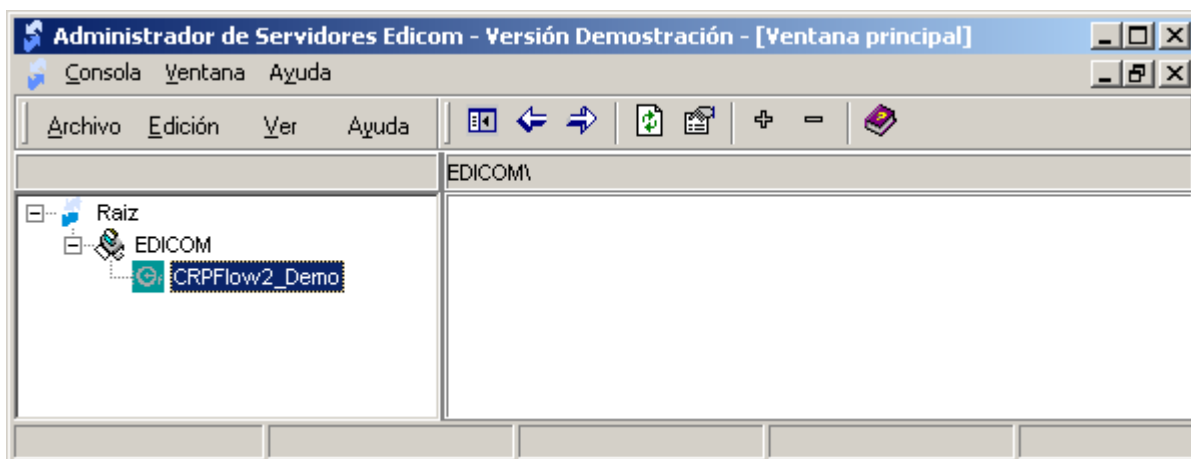 Administrador de Servidores Edicom - Versión Demostración - [Ventana principal]
Consola Ventana Ayuda
Archivo Edición Ver Ayuda
EDICOM\
Raiz
EDICOM
CRPFlow2_Demo